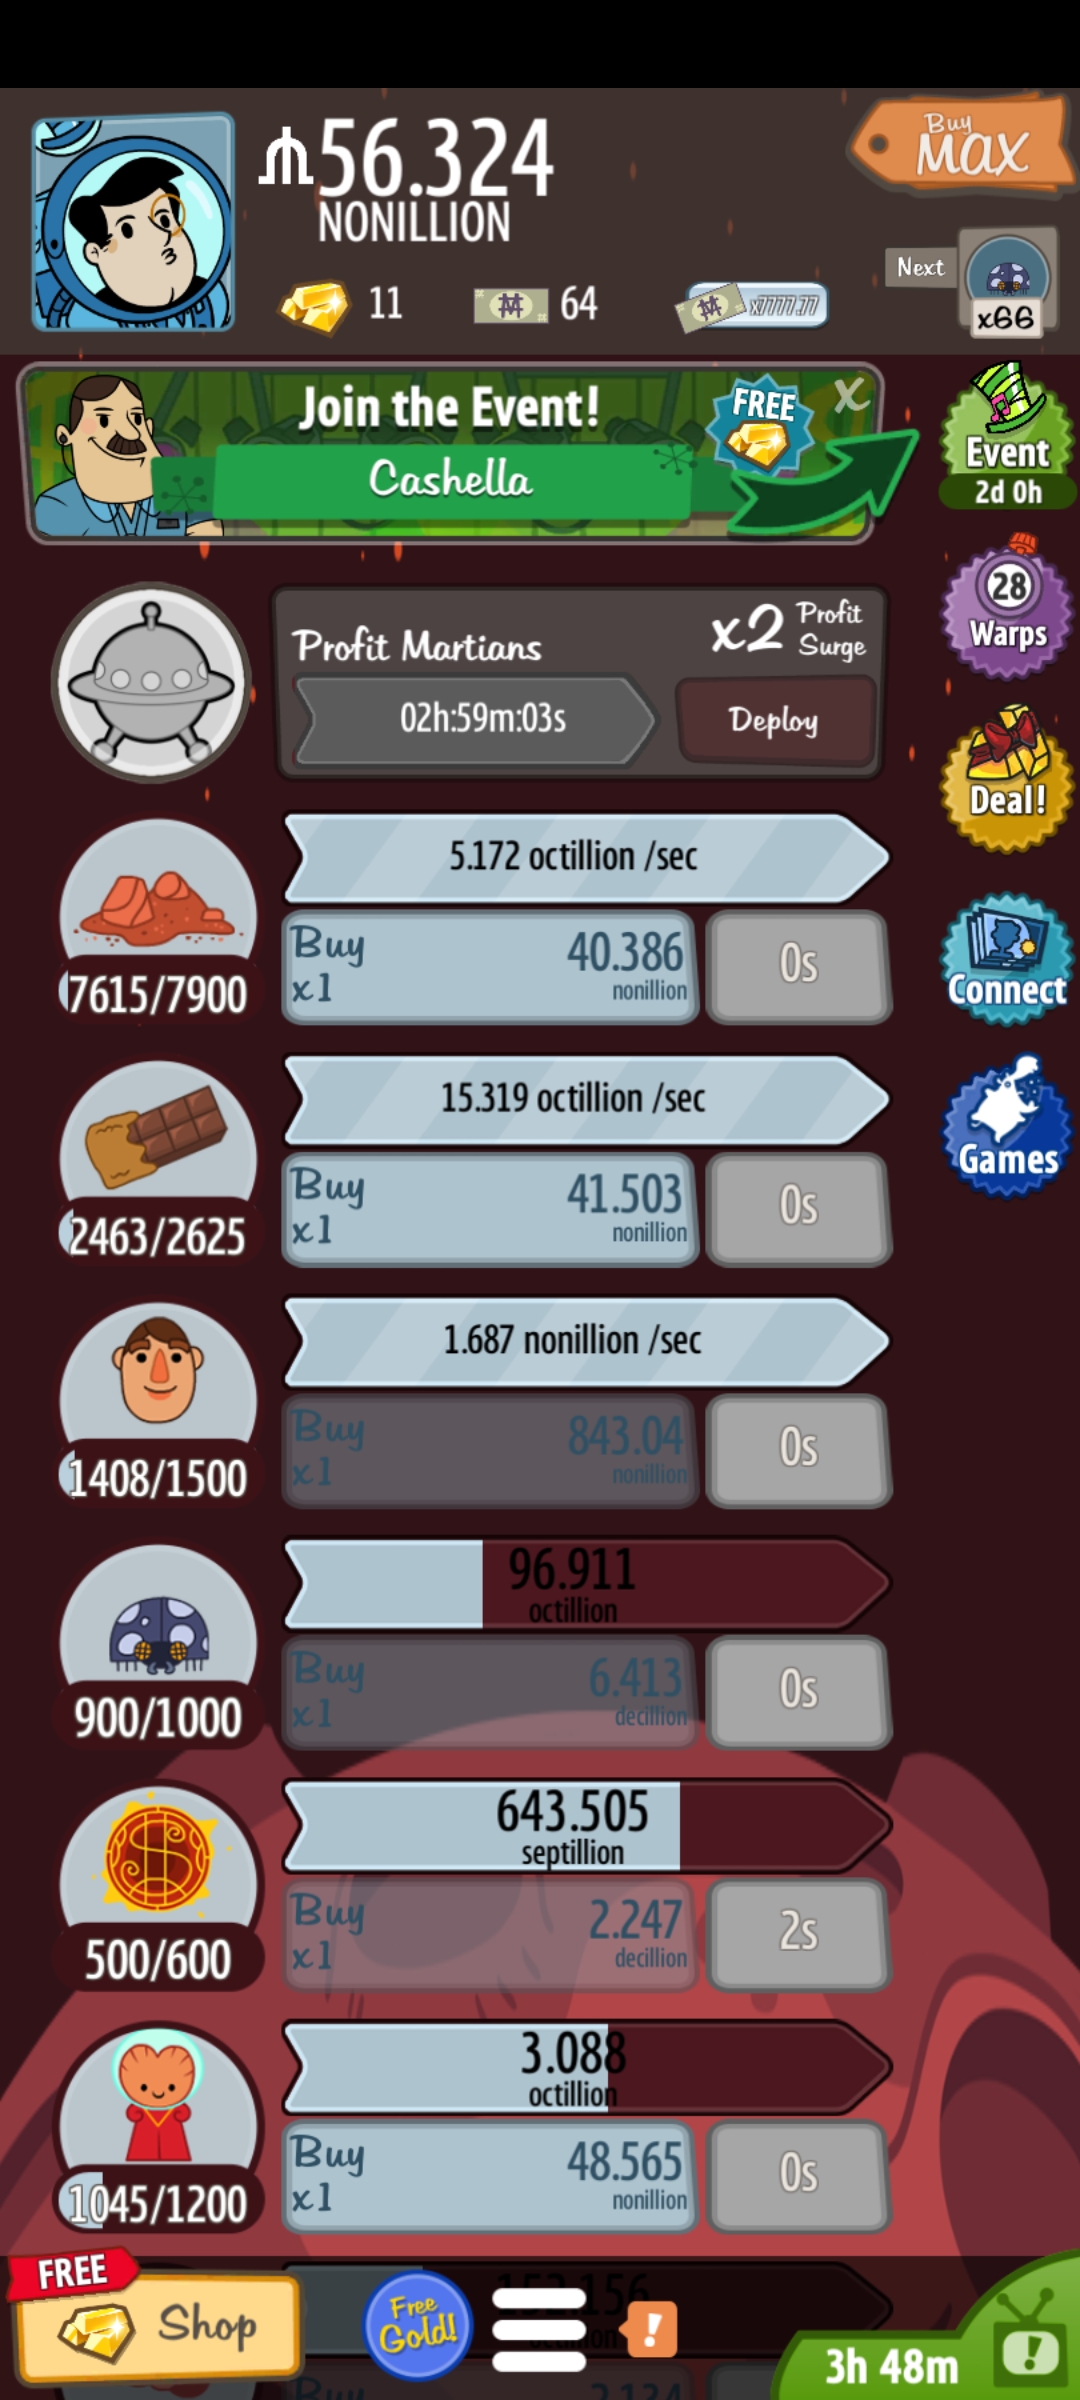 56.324
NONILLION
Buy
MAX
11
64
x7777.77
Next
x66
Join the Event!
FREE
X
Cashella
Event
2d 0h
28
Warps
Profit Martians
x2 Profit
Surge
02h:59m:03s
Deploy
Deal!
5.172 octillion /sec
Buy
x1
40.386
nonillion
0s
7615/7900
Connect
15.319 octillion /sec
Buy
x1
41.503
nonillion
0s
2463/2625
Games
1.687 nonillion /sec
Buy
x1
843.04
nonillion
0s
1408/1500
96.911
octillion
Buy
x1
6.413
decillion
0s
900/1000
643.505
septillion
Buy
x1
2.247
decillion
2s
500/600
3.088
octillion
Buy
x1
48.565
nonillion
0s
1045/1200
FREE
Shop
Free
Gold!
!
3h 48m
!
Buy
2.134